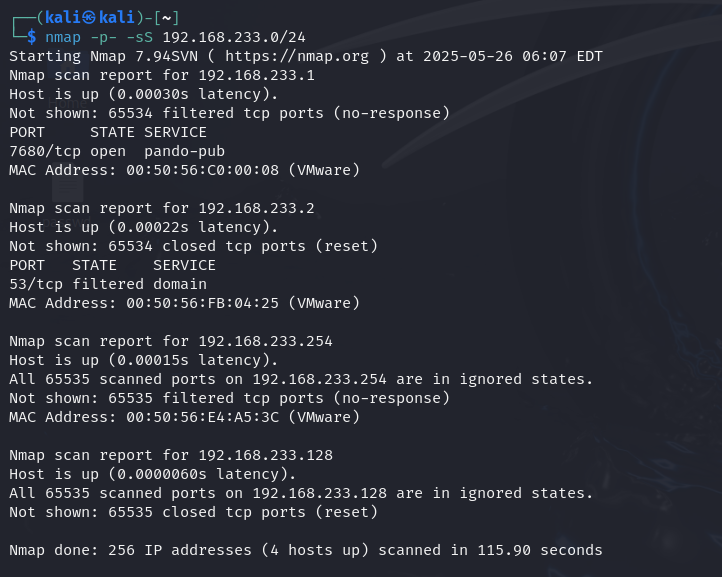 ┌──(kali㉿kali)-[~]
└─$ nmap -p- -sS 192.168.233.0/24
Starting Nmap 7.94SVN ( https://nmap.org ) at 2025-05-26 06:07 EDT
Nmap scan report for 192.168.233.1
Host is up (0.00030s latency).
Not shown: 65534 filtered tcp ports (no-response)
PORT     STATE SERVICE
7680/tcp open  pando-pub
MAC Address: 00:50:56:C0:00:08 (VMware)
Nmap scan report for 192.168.233.2
Host is up (0.00022s latency).
Not shown: 65534 closed tcp ports (reset)
PORT   STATE    SERVICE
53/tcp filtered domain
MAC Address: 00:50:56:FB:04:25 (VMware)
Nmap scan report for 192.168.233.254
Host is up (0.00015s latency).
All 65535 scanned ports on 192.168.233.254 are in ignored states.
Not shown: 65535 filtered tcp ports (no-response)
MAC Address: 00:50:56:E4:A5:3C (VMware)
Nmap scan report for 192.168.233.128
Host is up (0.0000060s latency).
All 65535 scanned ports on 192.168.233.128 are in ignored states.
Not shown: 65535 closed tcp ports (reset)
Nmap done: 256 IP addresses (4 hosts up) scanned in 115.90 seconds